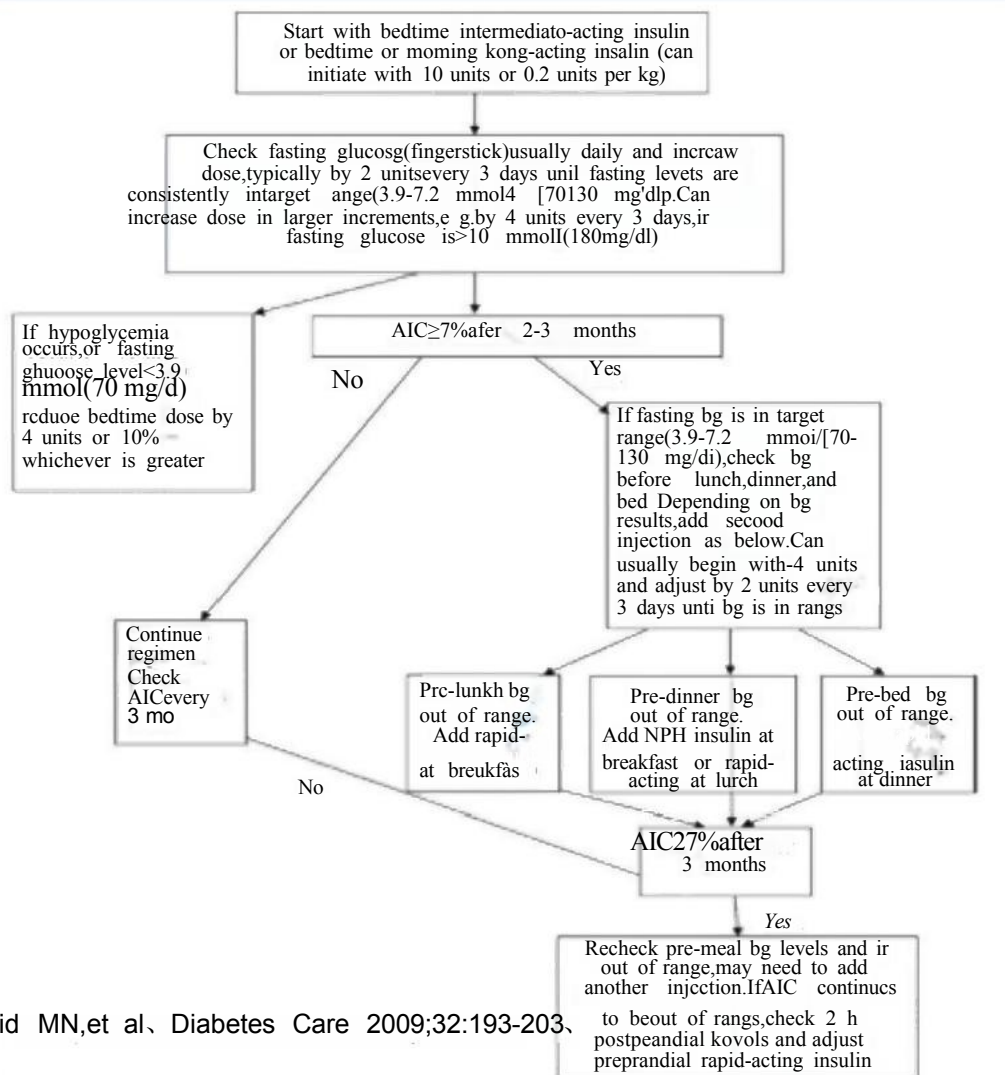 Start with bedtime intermediato-acting insulin
or bedtime or moming kong-acting insalin (can
initiate with 10 units or 0.2 units per kg)
Check fasting glucosg(fingerstick)usually daily and incrcaw
dose,typically by 2 unitsevery 3 days unil fasting levets are
consistently intarget ange(3.9-7.2 mmol4 [70130 mg'dlp.Can
increase dose in larger increments,e g.by 4 units every 3 days,ir
fasting glucose is>10 mmolI(180mg/dl)
If hypoglycemia
occurs,or fasting
ghuoose level<3.9
mmol(70 mg/d)
rcduoe bedtime dose by
4 units or 10%
whichever is greater
AIC≥7%afer 2-3 months
No
Yes
If fasting bg is in target
range(3.9-7.2 mmoi/[70-
130 mg/di),check bg
before lunch,dinner,and
bed Depending on bg
results,add secood
injection as below.Can
usually begin with-4 units
and adjust by 2 units every
3 days unti bg is in rangs
Continue
regimen
Check
AICevery
3 mo
Prc-lunkh bg
out of range.
Add rapid-
at breukfàs
Pre-dinner bg
out of range.
Add NPH insulin at
breakfast or rapid-
acting at lurch
Pre-bed bg
out of range.
acting iasulin
at dinner
No
AIC27%after
3 months
Yes
Recheck pre-meal bg levels and ir
out of range,may need to add
another injcction.IfAIC continucs
to beout of rangs,check 2 h
postpeandial kovols and adjust
preprandial rapid-acting insulin
id MN,et al、Diabetes Care 2009;32:193-203、